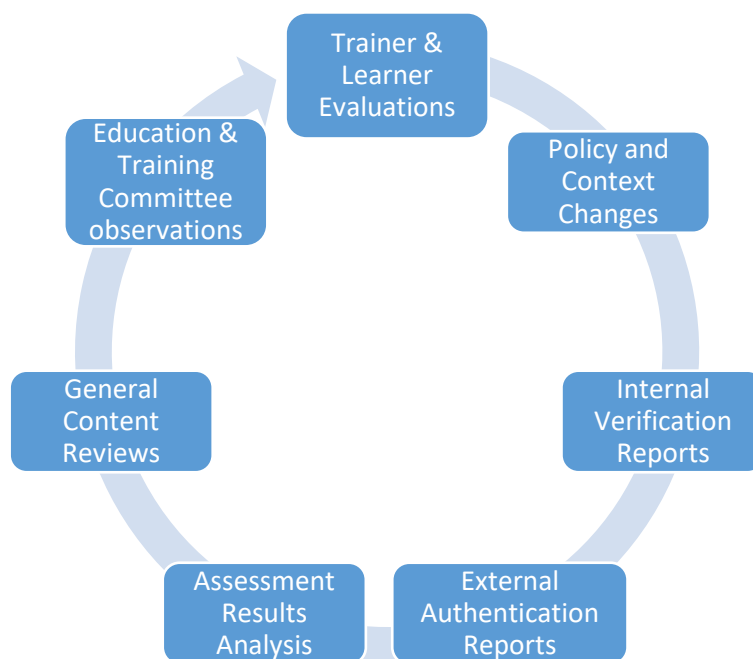 Trainer &
Learner
Evaluations
Policy and
Context
Changes
Internal
Verification
Reports
External
Authentication
Reports
Assessment
Results
Analysis
General
Content
Reviews
Education &
Training
Committee
observations